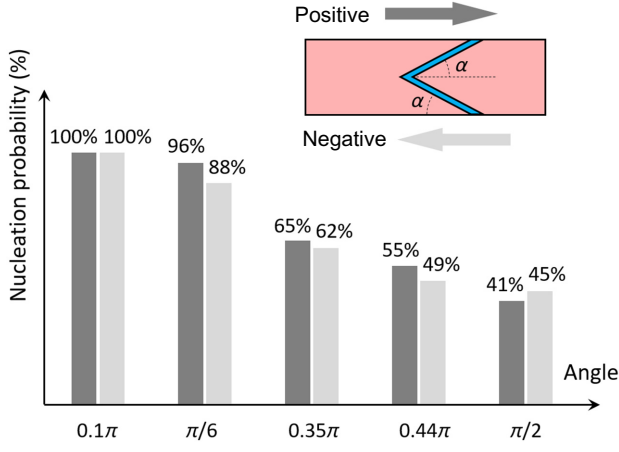 Positive
α
α
Negative
Nucleation probability (%)
100% 100%
96%
88%
65% 62%
55%
49%
41% 45%
Angle
0.1π π/6 0.35π 0.44π π/2